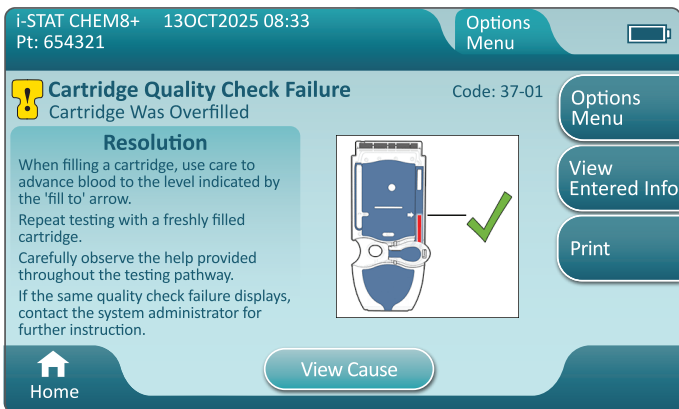 i-STAT CHEM8+ 13OCT2025 08:33
Pt: 654321
Options
Menu
Cartridge Quality Check Failure
Code: 37-01
Cartridge Was Overfilled
Resolution
When filling a cartridge, use care to
advance blood to the level indicated by
the 'fill to' arrow.
Repeat testing with a freshly filled
cartridge.
Carefully observe the help provided
throughout the testing pathway.
If the same quality check failure displays,
contact the system administrator for
further instruction.
Options
Menu
View
Entered Info
Print
Home
View Cause